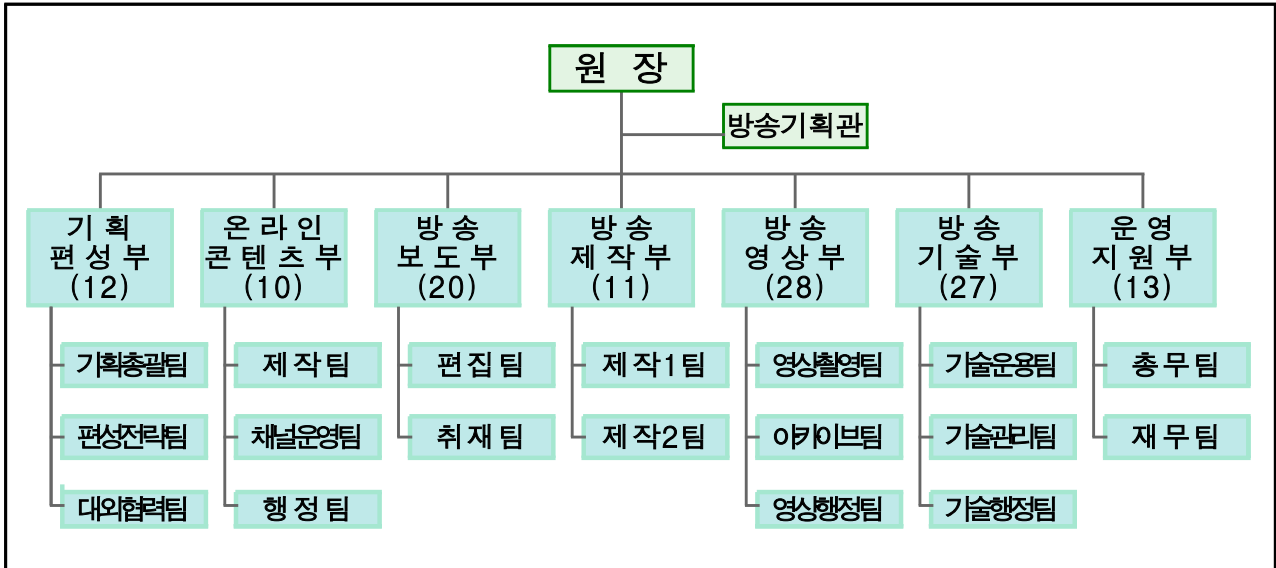 원 장
방송기획관
기 획
편 성 부
(12)
온 라 인
콘 텐 츠 부
(10)
방 송
보 도 부
(20)
방 송
제 작 부
(11)
방 송
영 상 부
(28)
방 송
기 술 부
(27)
운 영
지 원 부
(13)
기획총괄팀
제 작 팀
편 집 팀
제 작 1 팀
영상촬영팀
기술운용팀
총 무 팀
편성전략팀
채널운영팀
취 재 팀
제 작 2 팀
아카이브팀
기술관리팀
재 무 팀
대외협력팀
행 정 팀
영상행정팀
기술행정팀